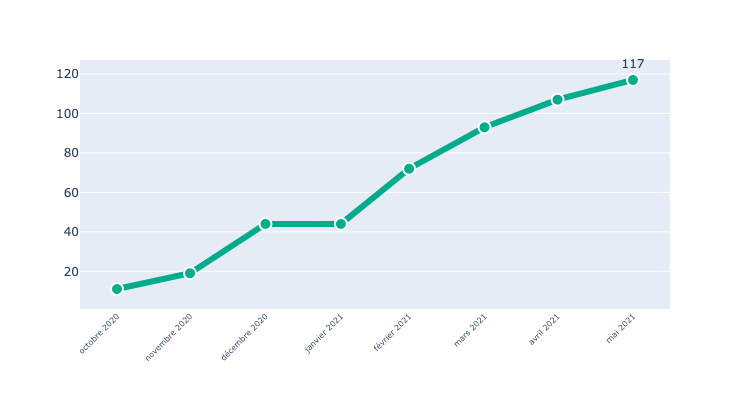 117
120
100
80
60
40
20
octobre 2020
novembre 2020
décembre 2020
janvier 2021
février 2021
mars 2021
avril 2021
mai 2021